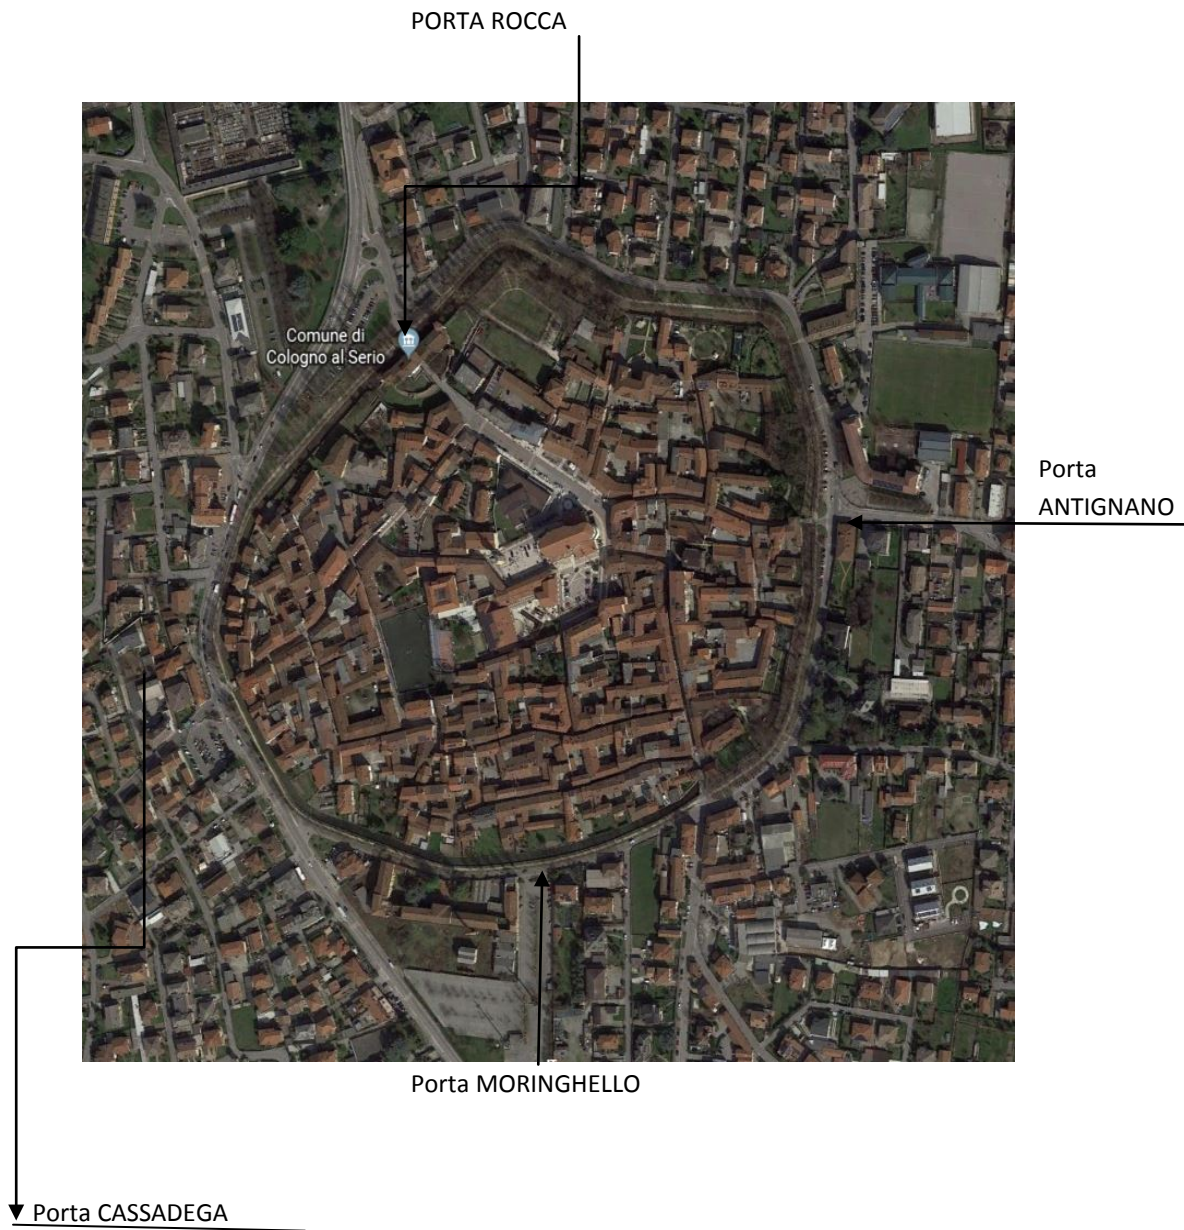 PORTA ROCCA
Comune di
Cologno al Serio
Porta
ANTIGNANO
Porta MORINGHELLO
Porta CASSADEGA